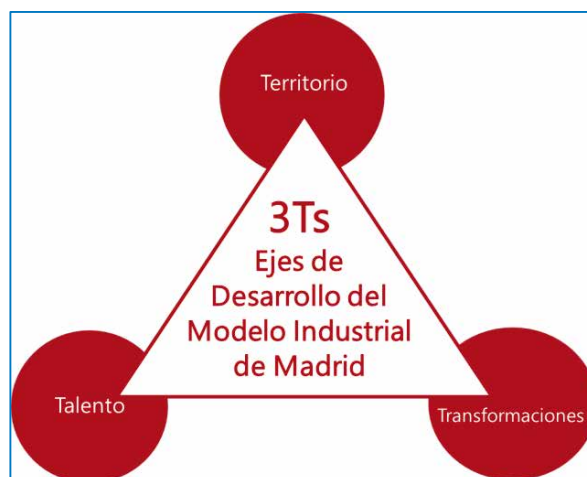 Territorio
3Ts
Ejes de
Desarrollo del
Modelo Industrial
de Madrid
Talento
Transformaciones